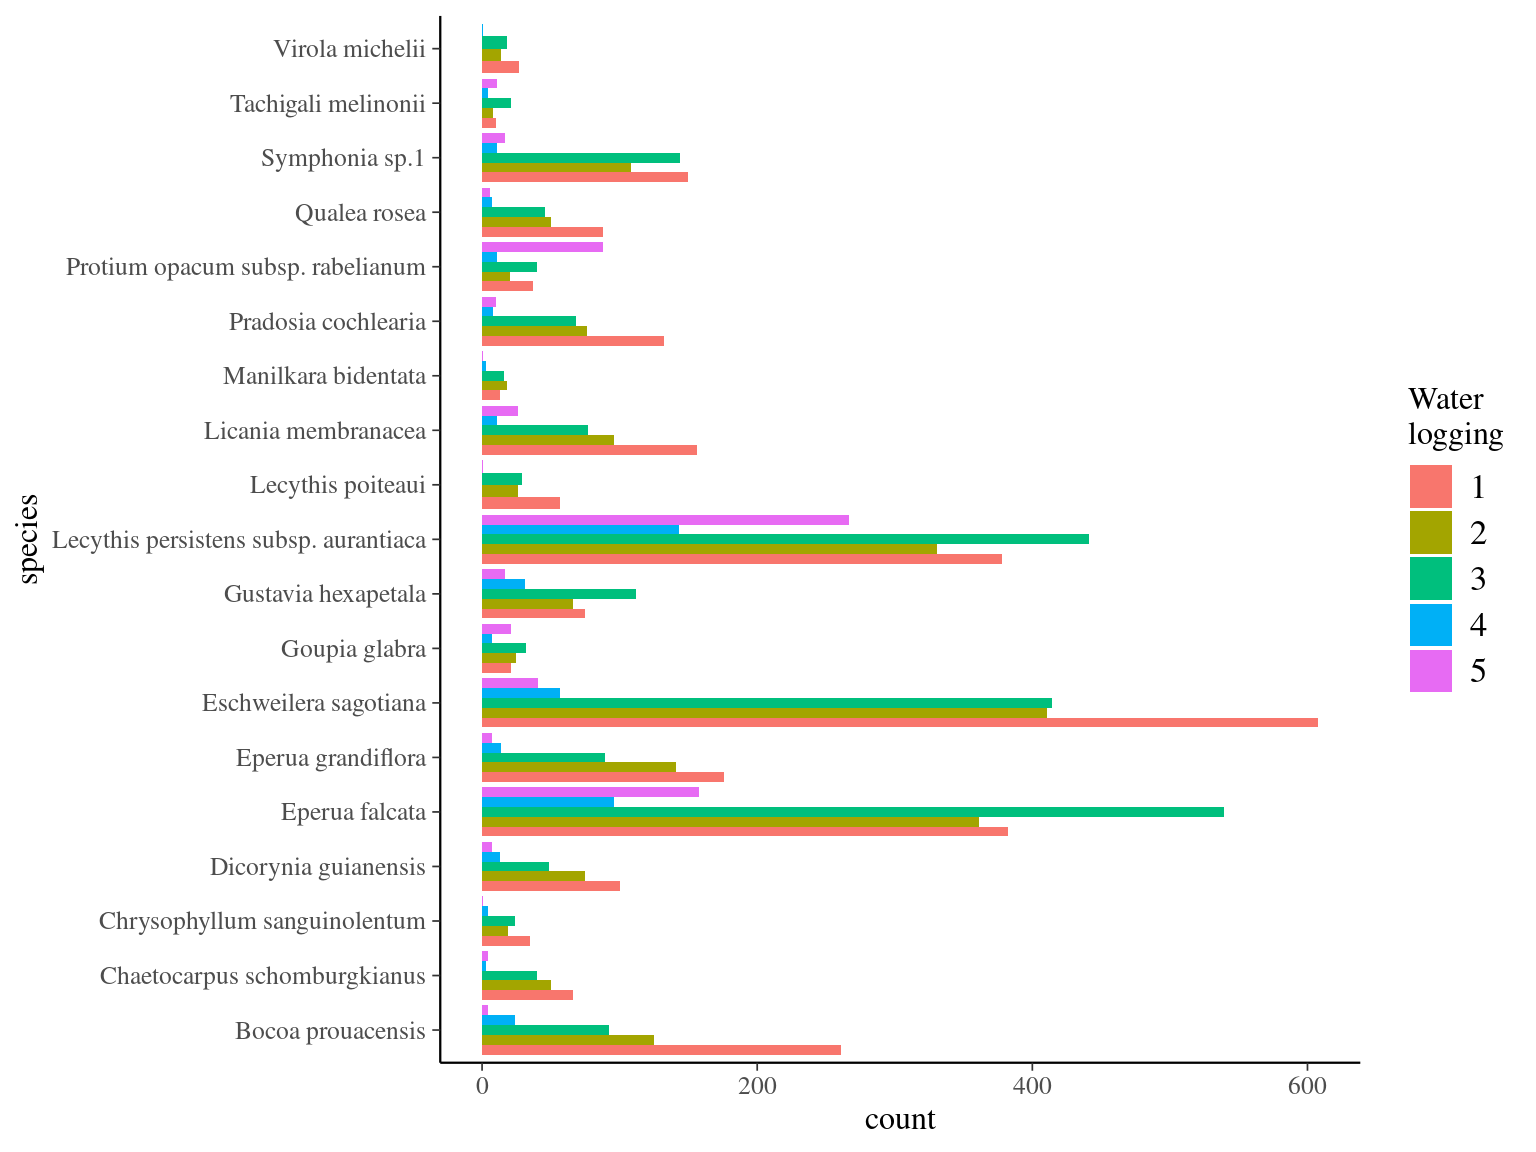 Virola michelii
Tachigali melinonii
Symphonia sp.1
Qualea rosea
Protium opacum subsp. rabelianum
Pradosia cochlearia
Manilkara bidentata
Licania membranacea
Lecythis poiteaui
Lecythis persistens subsp. aurantiaca
Gustavia hexapetala
Goupia glabra
Eschweilera sagotiana
Eperua grandiflora
Eperua falcata
Dicorynia guianensis
Chrysophyllum sanguinolentum
Chaetocarpus schomburgkianus
Bocoa prouacensis
species
0 200 400 600
count
Water
logging
1
2
3
4
5